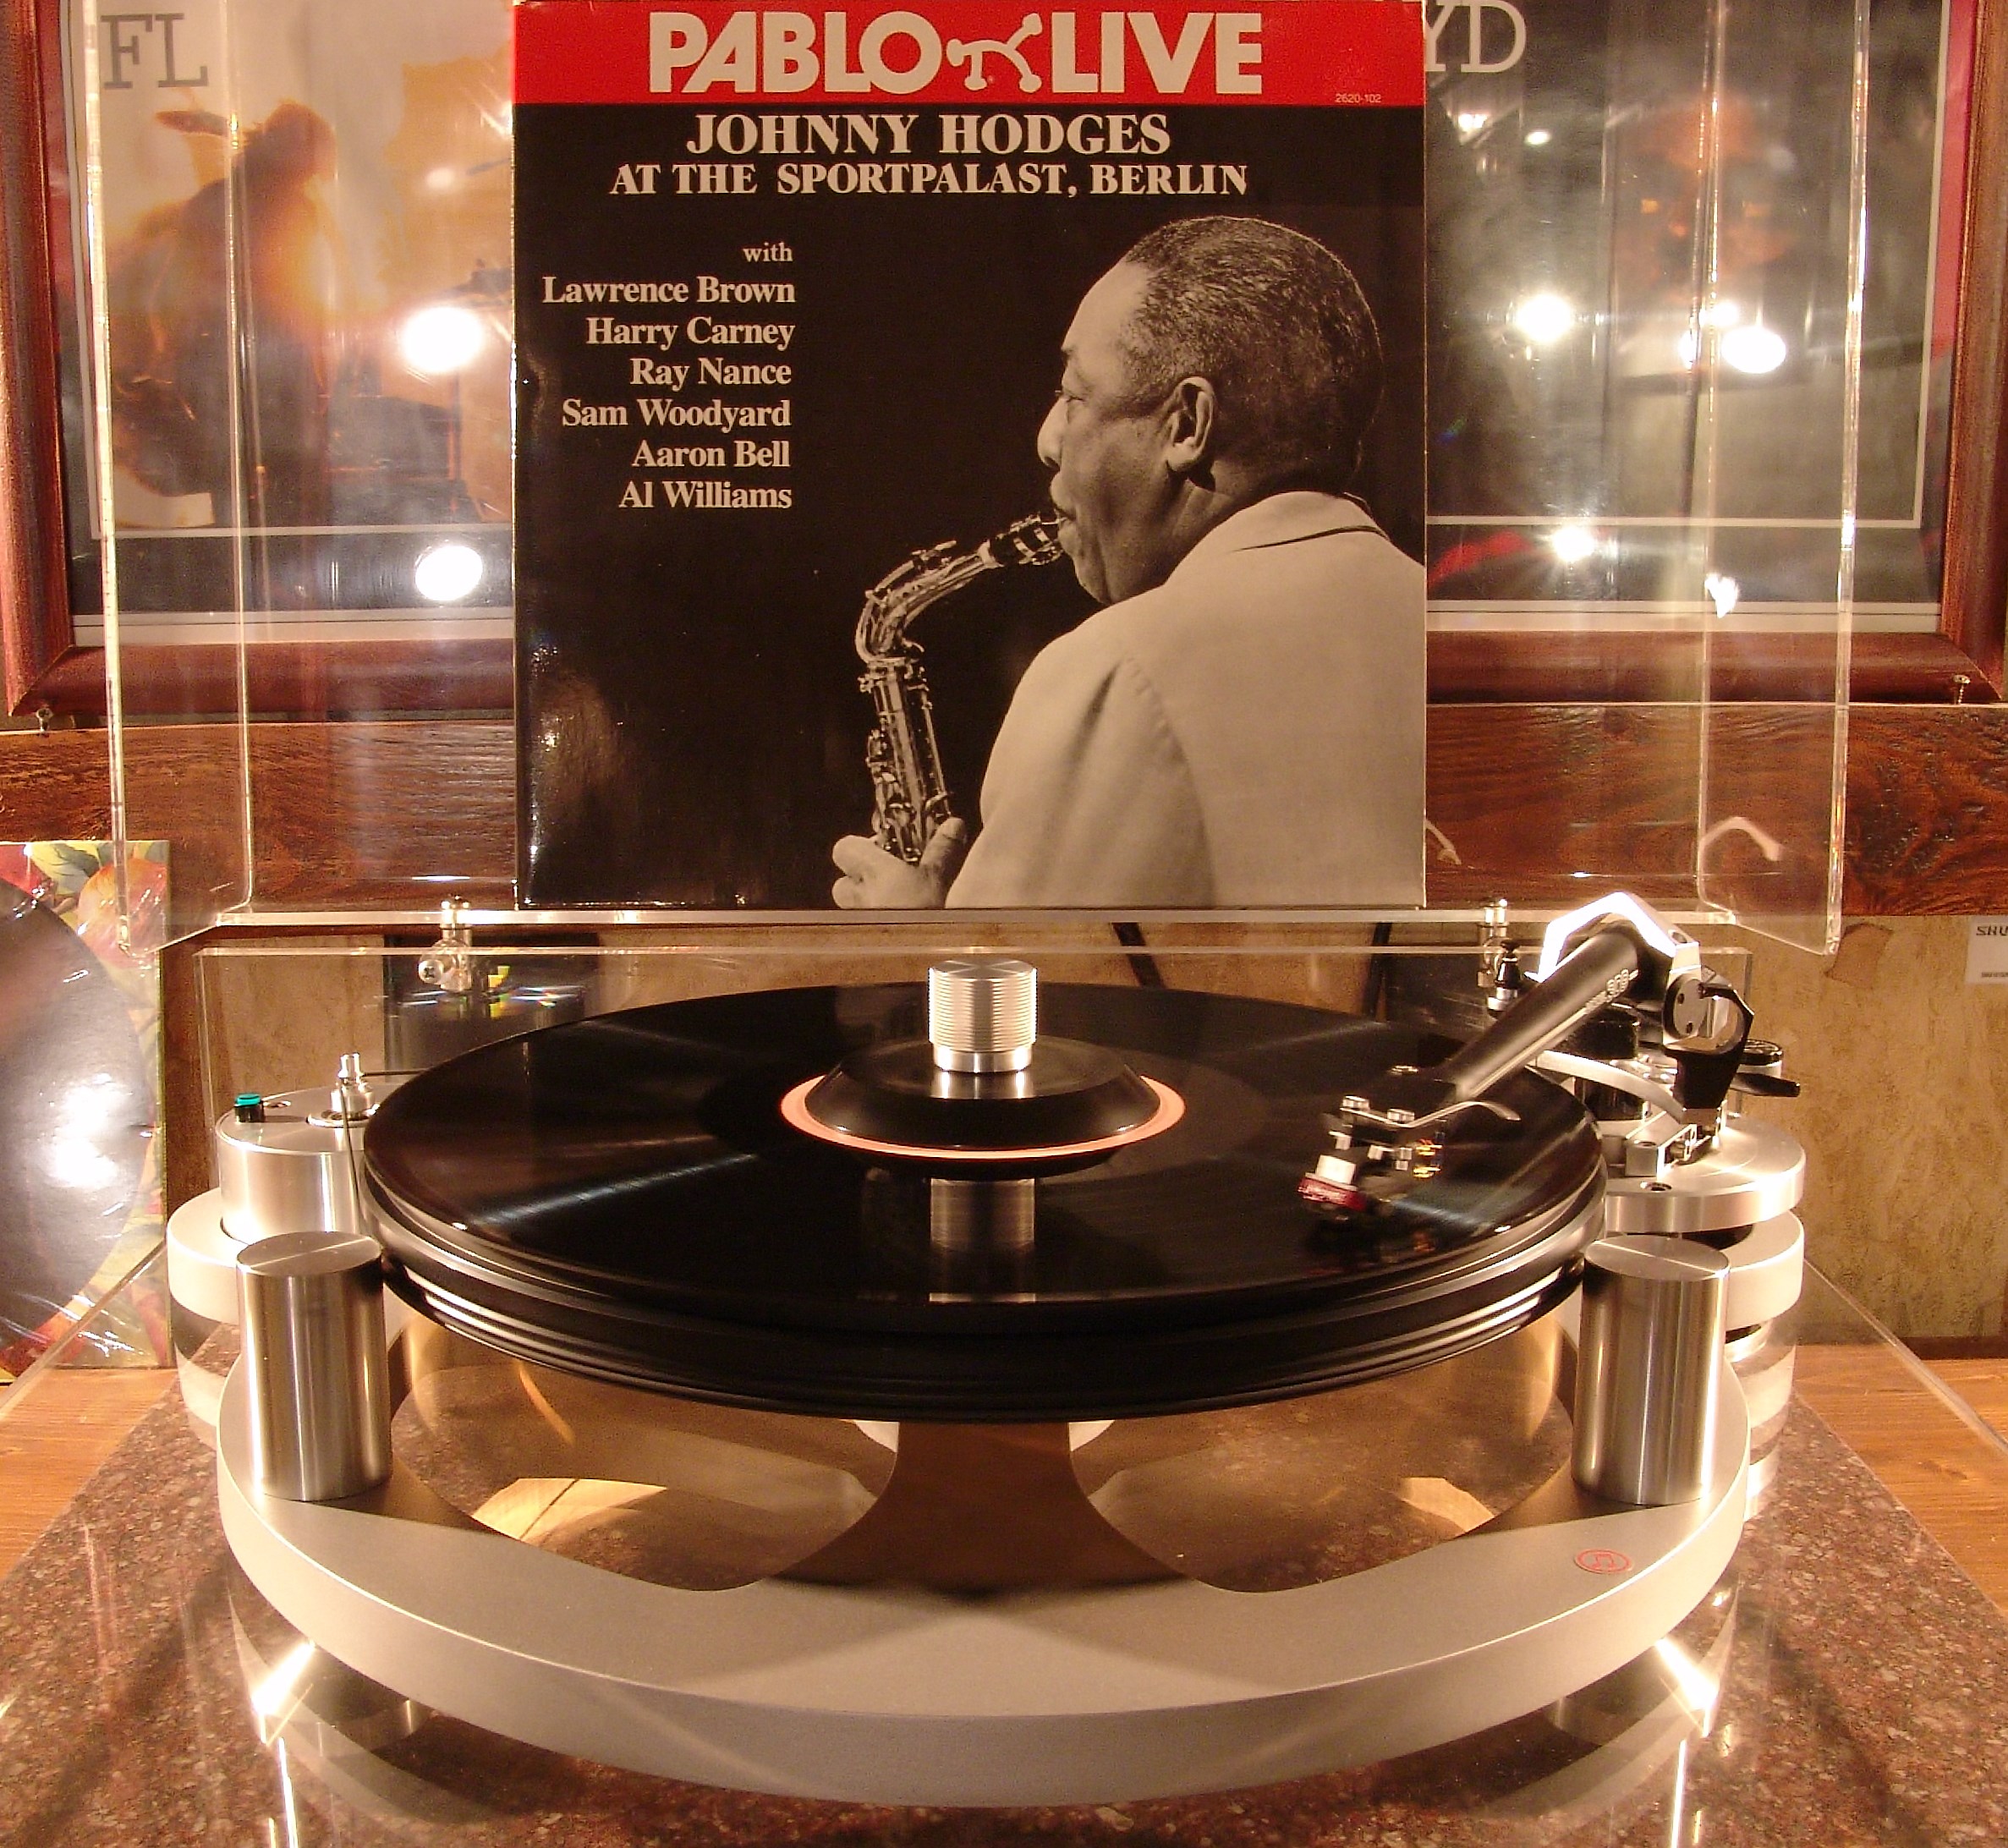 FL
YD
PABLO LIVE
2620-102
JOHNNY HODGES
AT THE SPORTPALAST, BERLIN
with
Lawrence Brown
Harry Carney
Ray Nance
Sam Woodyard
Aaron Bell
Al Williams